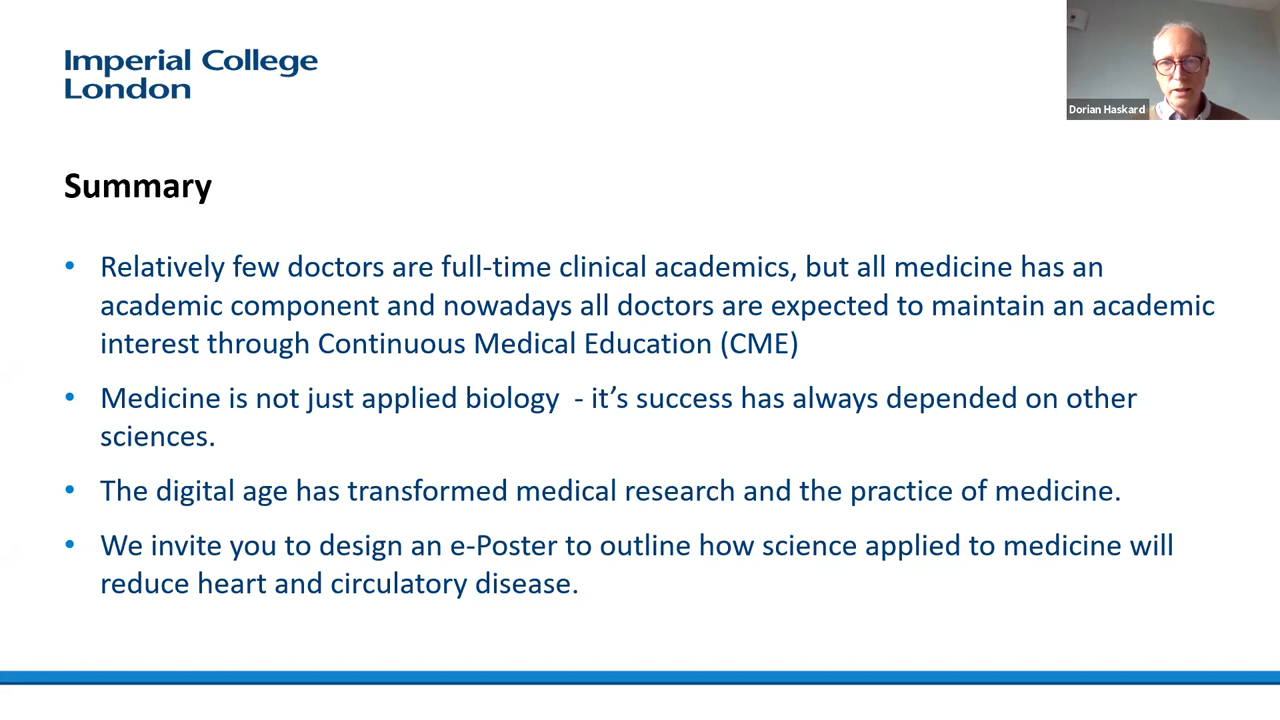 Imperial College
London
Dorian Haskard
Summary
• Relatively few doctors are full-time clinical academics, but all medicine has an
academic component and nowadays all doctors are expected to maintain an academic
interest through Continuous Medical Education (CME)
• Medicine is not just applied biology  - it’s success has always depended on other
sciences.
• The digital age has transformed medical research and the practice of medicine.
• We invite you to design an e-Poster to outline how science applied to medicine will
reduce heart and circulatory disease.